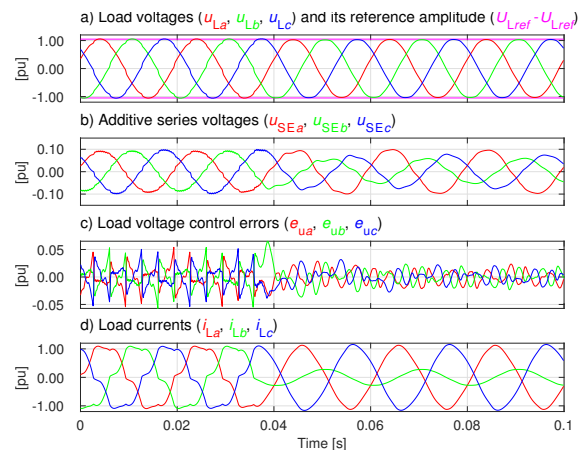 a) Load voltages (uLa, uLb, uLc) and its reference amplitude (ULref -ULref)
[pu]
1.00
0.00
-1.00
b) Additive series voltages (uSEa, uSEb, uSEc)
[pu]
0.10
0.00
-0.10
c) Load voltage control errors (eua, eub, euc)
[pu]
0.05
0.00
-0.05
d) Load currents (iLa, iLb, iLc)
[pu]
1.00
0.00
-1.00
0 0.02 0.04 0.06 0.08 0.1
Time [s]